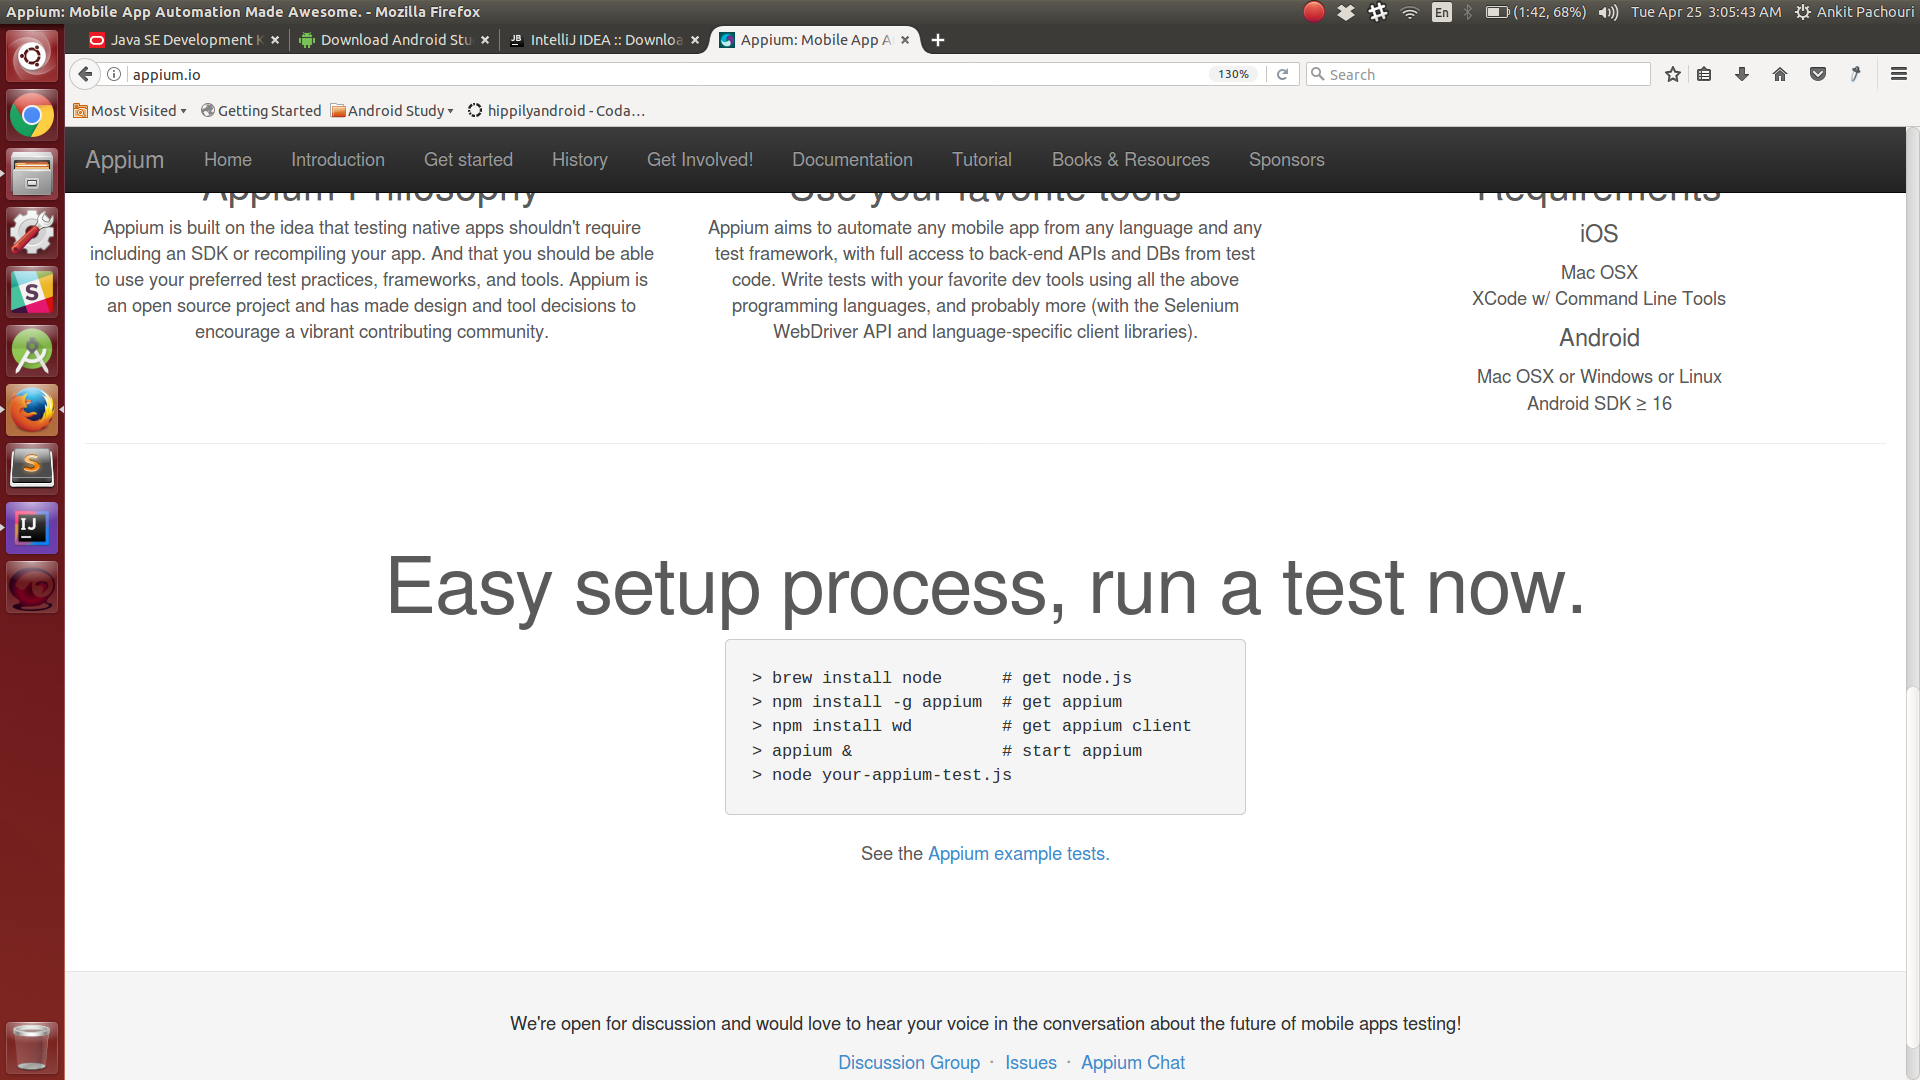 Appium: Mobile App Automation Made Awesome. - Mozilla Firefox
En (1:42, 68%) Tue Apr 25 3:05:43 AM Ankit Pachouri
Java SE Development K Download Android Stu IntelliJ IDEA :: Downloa Appium: Mobile App A
appium.io 130% Search
Most Visited Getting Started Android Study hippilyandroid - Coda...
Appium Home Introduction Get started History Get Involved! Documentation Tutorial Books & Resources Sponsors
Appium Philosophy
Appium is built on the idea that testing native apps shouldn't require
including an SDK or recompiling your app. And that you should be able
to use your preferred test practices, frameworks, and tools. Appium is
an open source project and has made design and tool decisions to
encourage a vibrant contributing community.
Use your favorite tools
Appium aims to automate any mobile app from any language and any
test framework, with full access to back-end APIs and DBs from test
code. Write tests with your favorite dev tools using all the above
programming languages, and probably more (with the Selenium
WebDriver API and language-specific client libraries).
Requirements
iOS
Mac OSX
XCode w/ Command Line Tools
Android
Mac OSX or Windows or Linux
Android SDK ≥ 16
Easy setup process, run a test now.
> brew install node # get node.js
> npm install -g appium # get appium
> npm install wd # get appium client
> appium & # start appium
> node your-appium-test.js
See the Appium example tests.
We're open for discussion and would love to hear your voice in the conversation about the future of mobile apps testing!
Discussion Group · Issues · Appium Chat